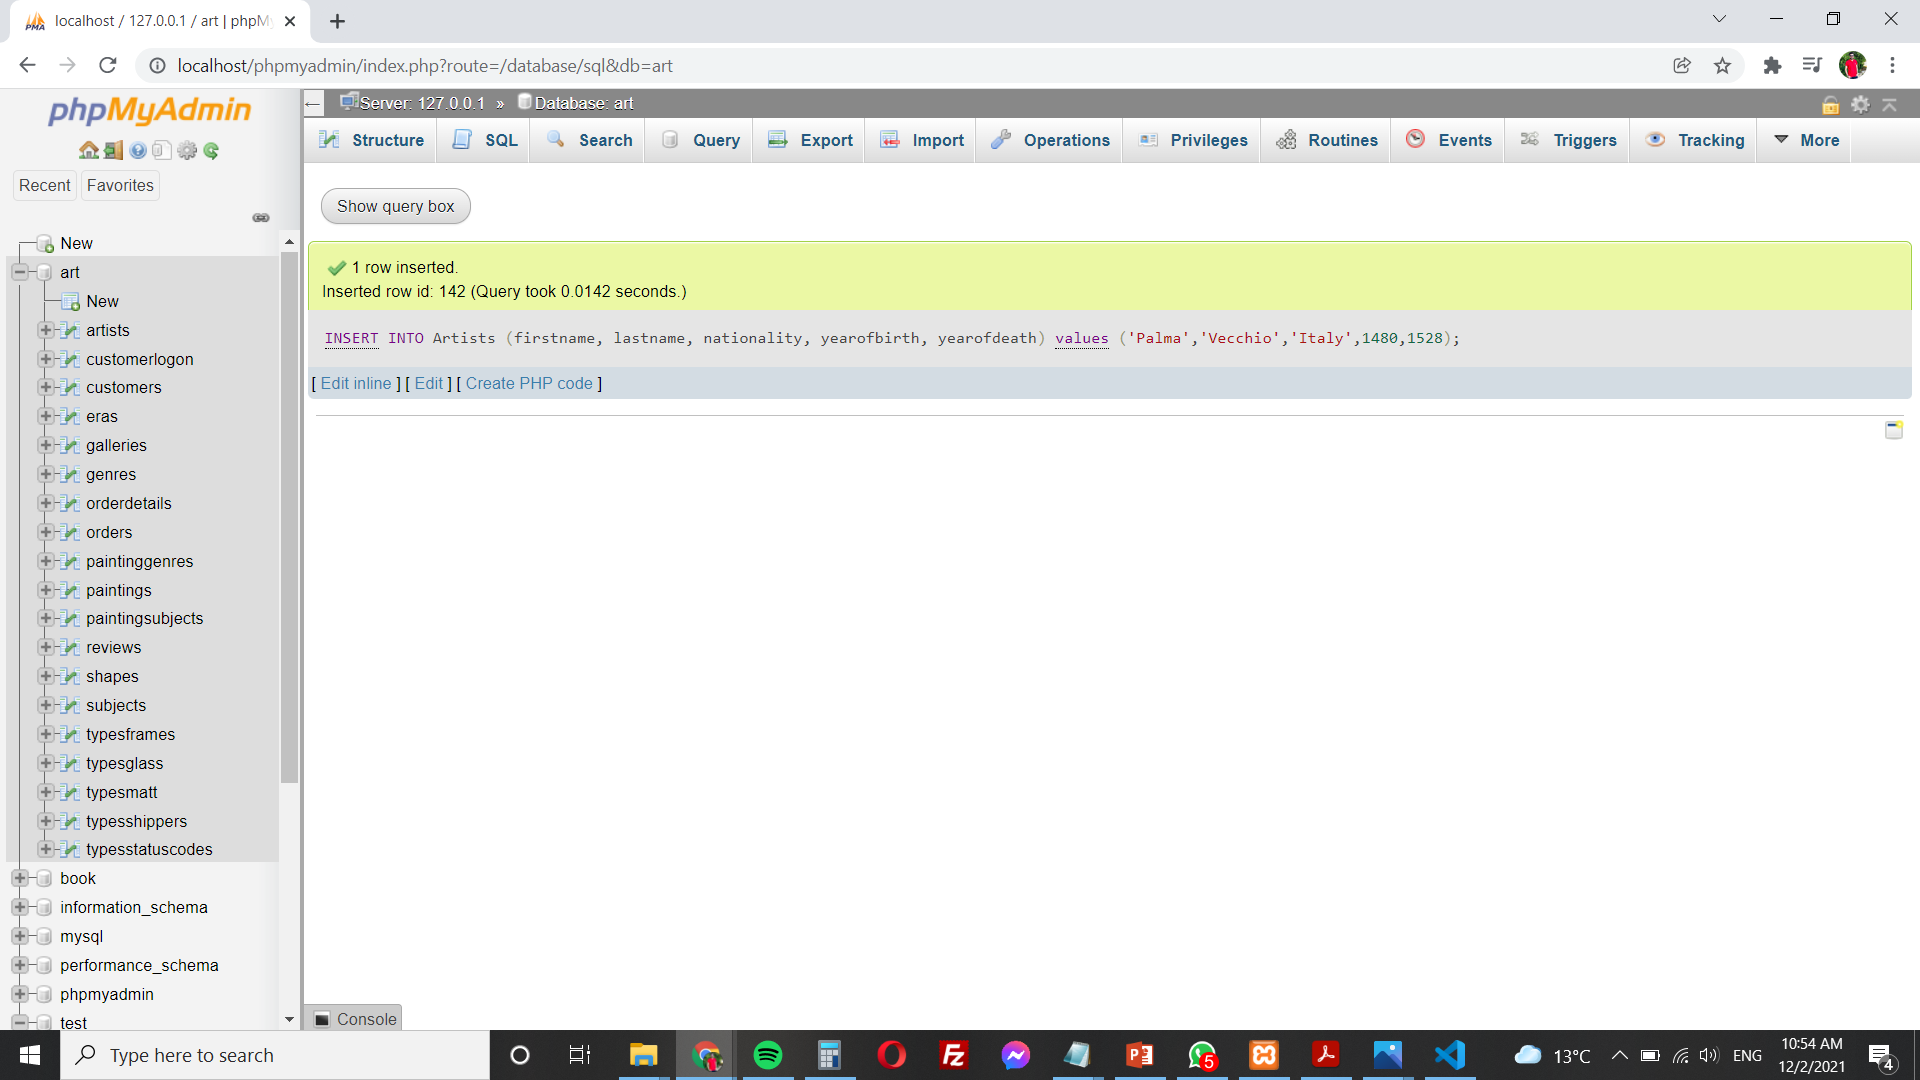 localhost / 127.0.0.1 / art | phpMy
localhost/phpmyadmin/index.php?route=/database/sql&db=art
phpMyAdmin
Recent Favorites
New
art
New
artists
customerlogon
customers
eras
galleries
genres
orderdetails
orders
paintinggenres
paintings
paintingsubjects
reviews
shapes
subjects
typesframes
typesglass
typesmatt
typesshippers
typesstatuscodes
book
information_schema
mysql
performance_schema
phpmyadmin
test
Server: 127.0.0.1 » Database: art
Structure SQL Search Query Export Import Operations Privileges Routines Events Triggers Tracking More
Show query box
1 row inserted.
Inserted row id: 142 (Query took 0.0142 seconds.)
INSERT INTO Artists (firstname, lastname, nationality, yearofbirth, yearofdeath) values ('Palma','Vecchio','Italy',1480,1528);
[ Edit inline ] [ Edit ] [ Create PHP code ]
Console
Type here to search
5
13°C
ENG
10:54 AM
12/2/2021
4